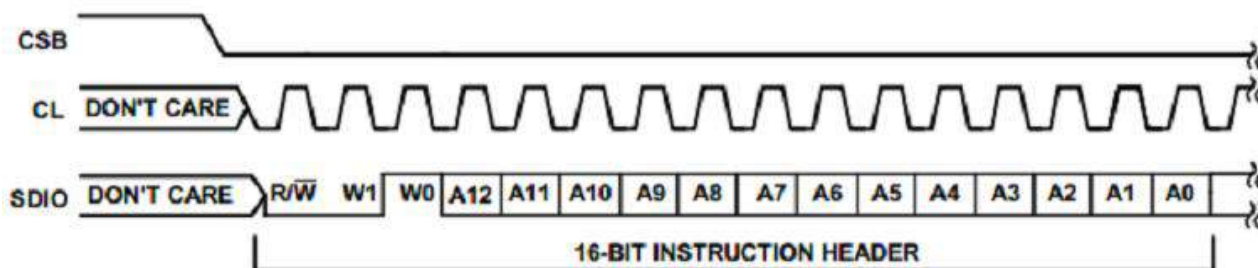 CSB
CL DON'T CARE
SDIO DON'T CARE R/W̅ W1 W0 A12 A11 A10 A9 A8 A7 A6 A5 A4 A3 A2 A1 A0
16-BIT INSTRUCTION HEADER